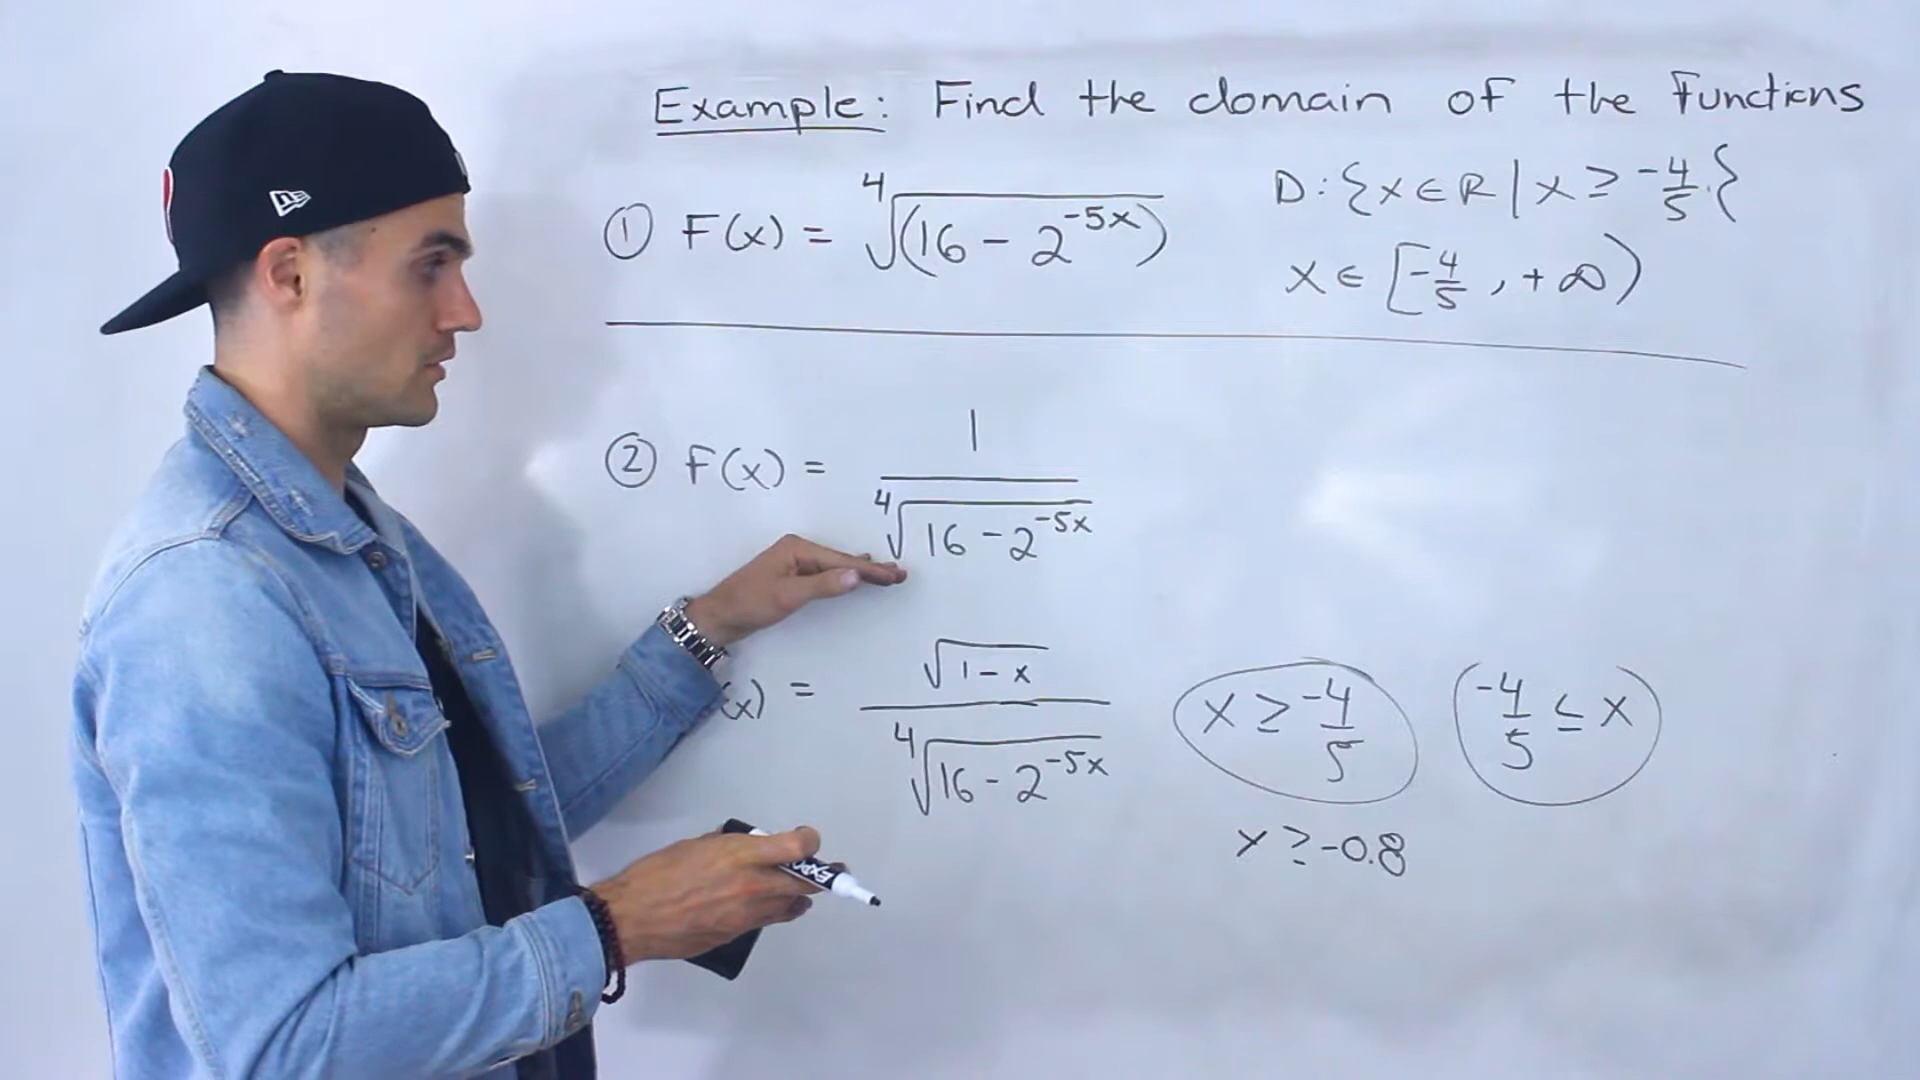 Example: Find the domain of the functions
① F(x) = ⁴√(16 - 2^(-5x))
D: {x ∈ R | x ≥ -4/5}
x ∈ [-4/5, +∞)
② F(x) = 1 / ⁴√(16 - 2^(-5x))
(x) = √(1 - x) / ⁴√(16 - 2^(-5x))
x ≥ -4/5
-4/5 ≤ x
x ≥ -0.8
EXPO